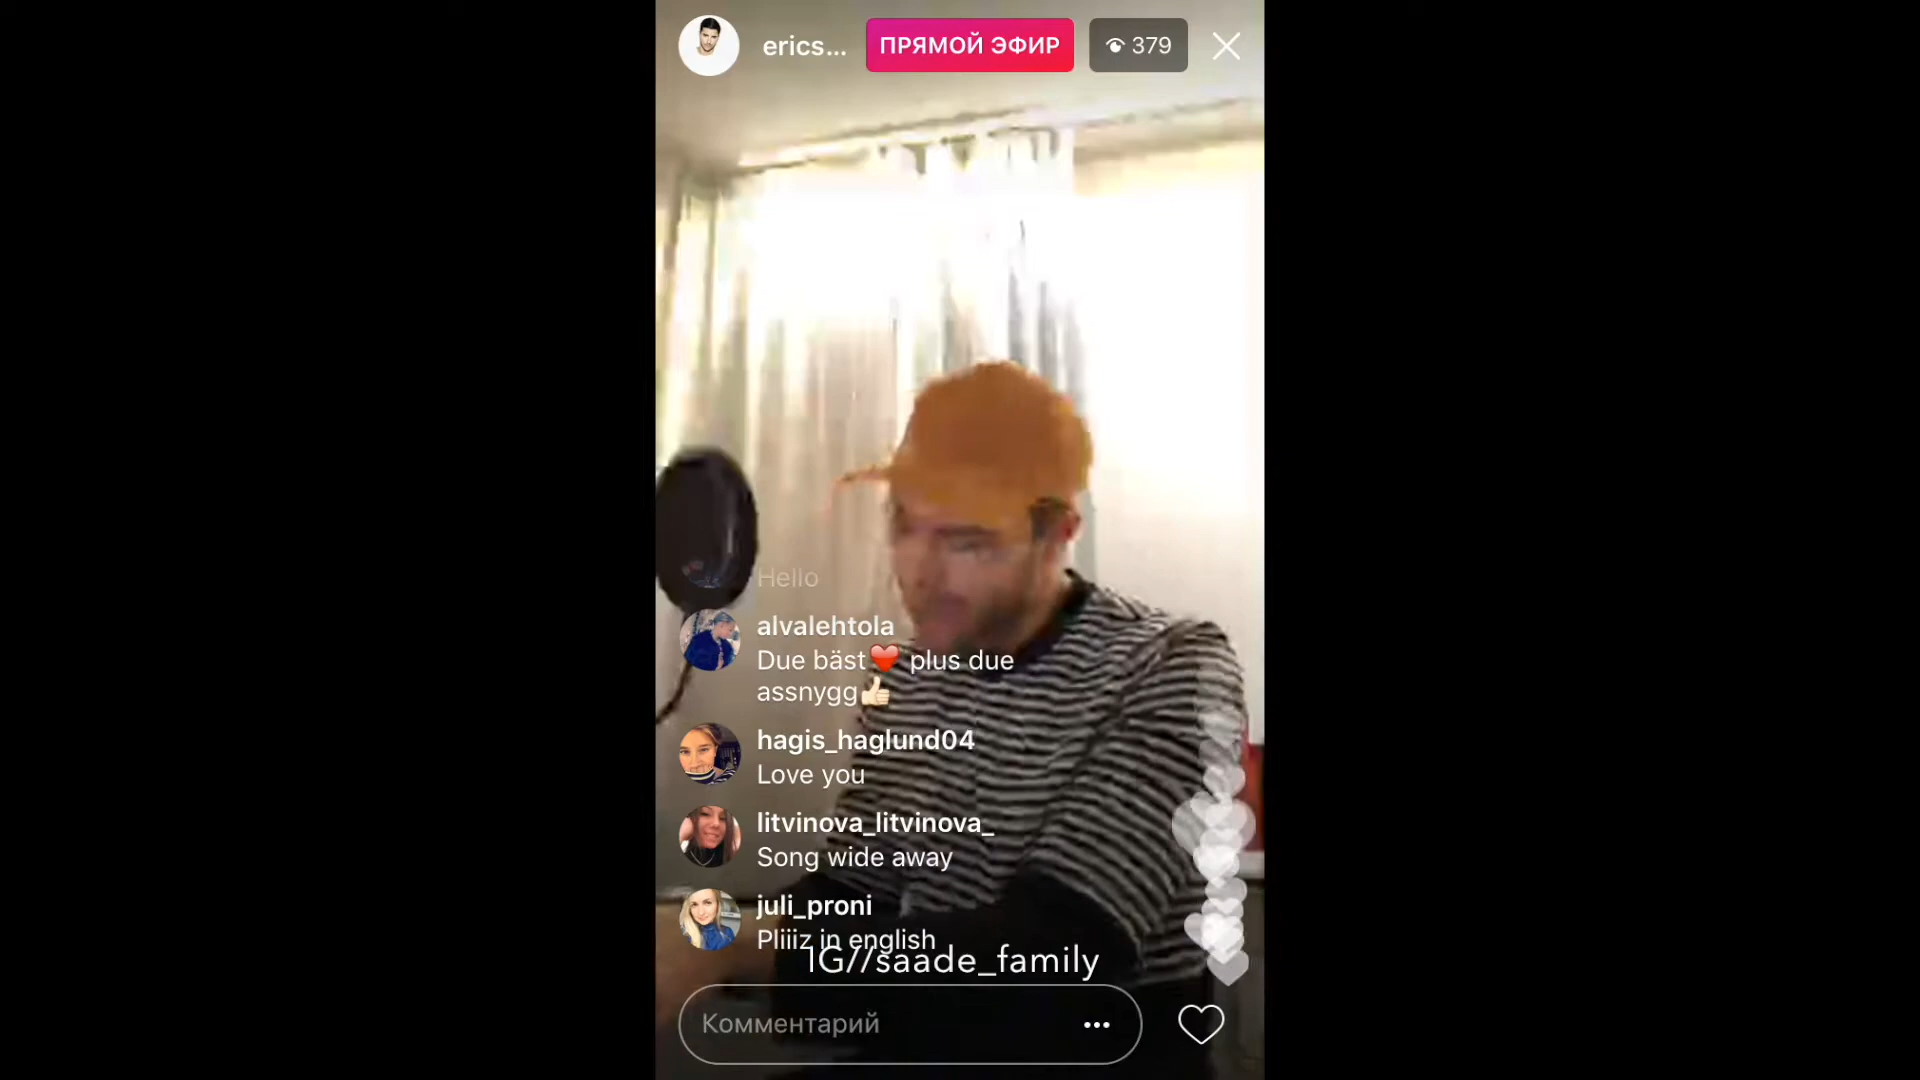 erics...
ПРЯМОЙ ЭФИР
379
Hello
alvalehtola
Due bäst❤️ plus due
assnygg👍🏻
hagis_haglund04
Love you
litvinova_litvinova_
Song wide away
juli_proni
Pliiiz in english
IG//saade_family
Комментарий